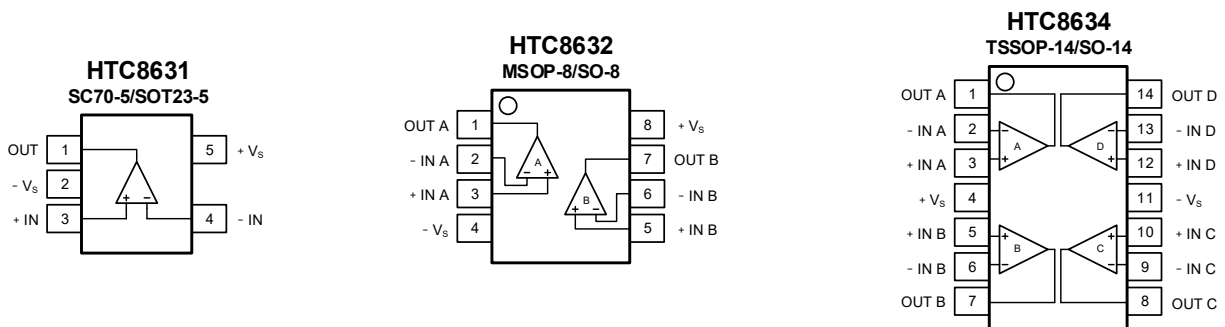 HTC8631
SC70-5/SOT23-5
OUT 1
- Vs 2
+ IN 3
5 + Vs
4 - IN
+ -
HTC8632
MSOP-8/SO-8
OUT A 1
- IN A 2
+ IN A 3
- Vs 4
8 + Vs
7 OUT B
6 - IN B
5 + IN B
A
- +
B
+ -
HTC8634
TSSOP-14/SO-14
OUT A 1
- IN A 2
+ IN A 3
+ Vs 4
+ IN B 5
- IN B 6
OUT B 7
14 OUT D
13 - IN D
12 + IN D
11 - Vs
10 + IN C
9 - IN C
8 OUT C
- A D -
+ +
+ B C +
- -